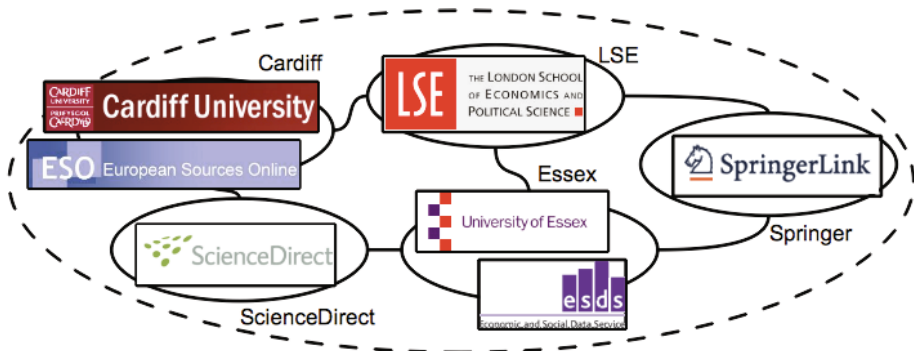 Cardiff
LSE
CARDIFF
UNIVERSITY
PRIFYSGOL
CAERDYDD
Cardiff University
LSE
THE LONDON SCHOOL
OF ECONOMICS AND
POLITICAL SCIENCE
ESO European Sources Online
SpringerLink
Essex
University of Essex
Springer
ScienceDirect
esds
Economic and Social Data Service
ScienceDirect